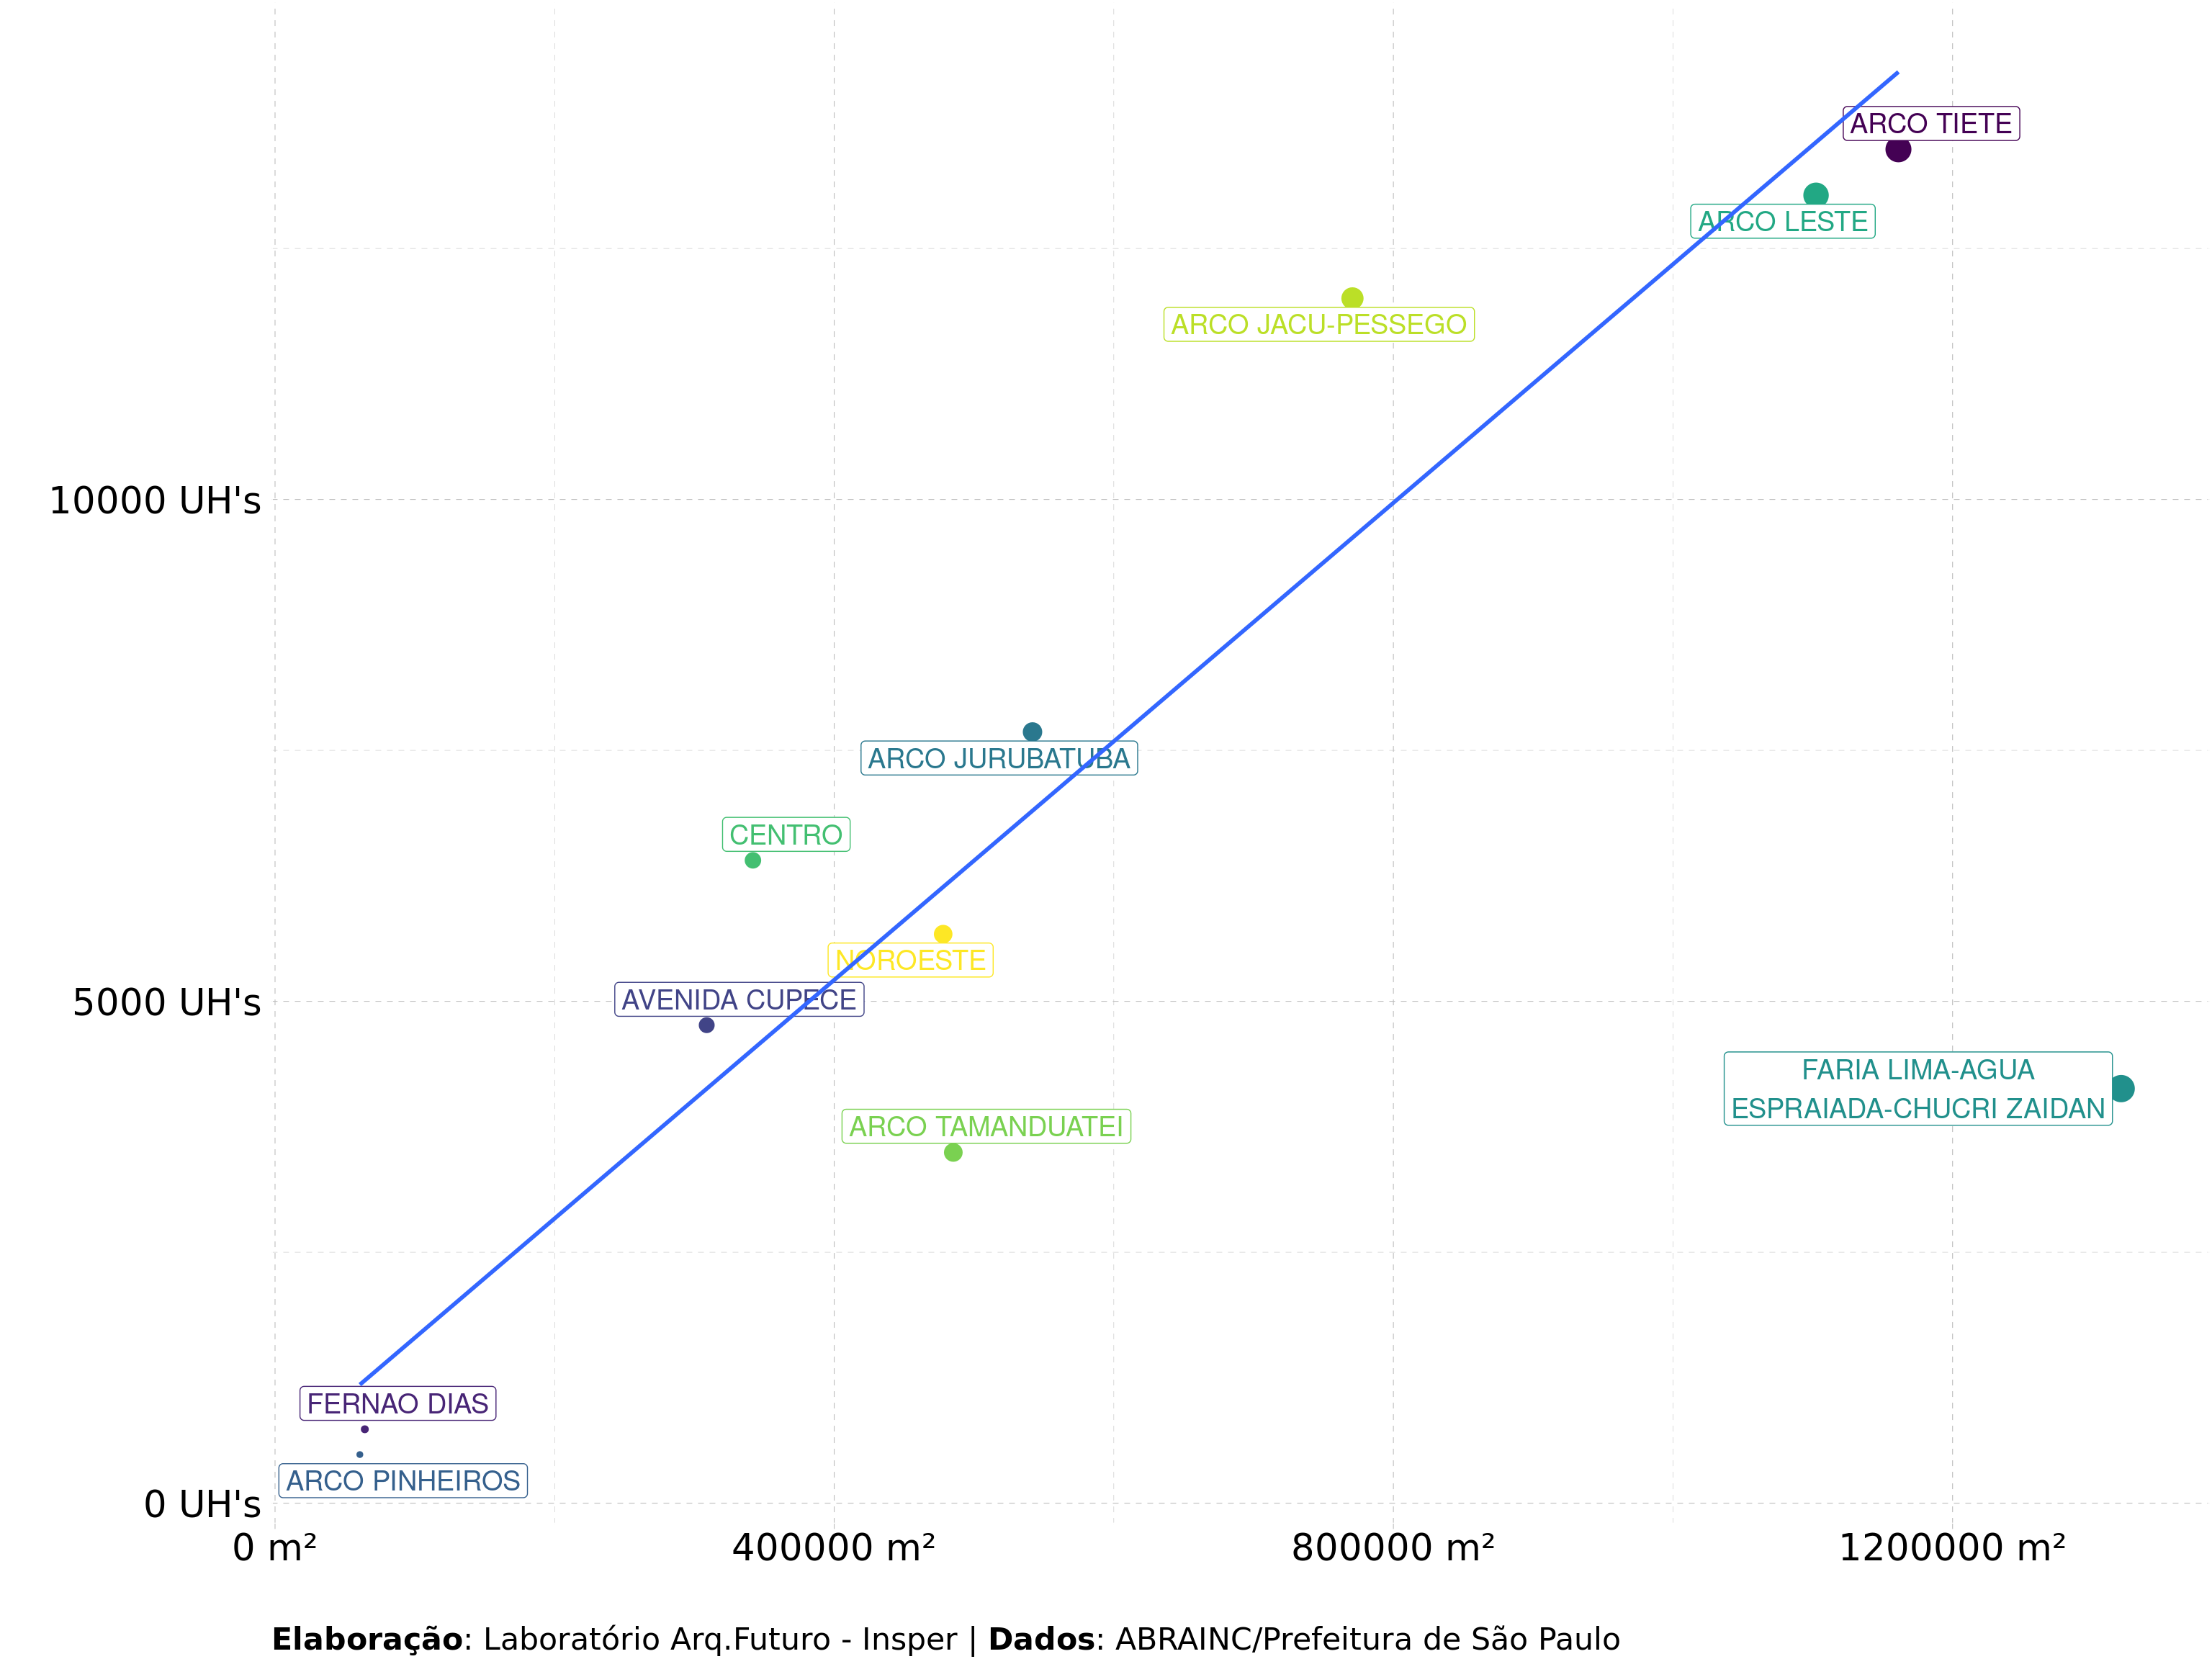 ARCO TIETE
ARCO LESTE
ARCO JACU-PESSEGO
10000 UH's
ARCO JURUBATUBA
CENTRO
NOROESTE
AVENIDA CUPECE
5000 UH's
FARIA LIMA-AGUA
ESPRAIADA-CHUCRI ZAIDAN
ARCO TAMANDUATEI
FERNAO DIAS
ARCO PINHEIROS
0 UH's
0 m² 400000 m² 800000 m² 1200000 m²
Elaboração: Laboratório Arq.Futuro - Insper | Dados: ABRAINC/Prefeitura de São Paulo